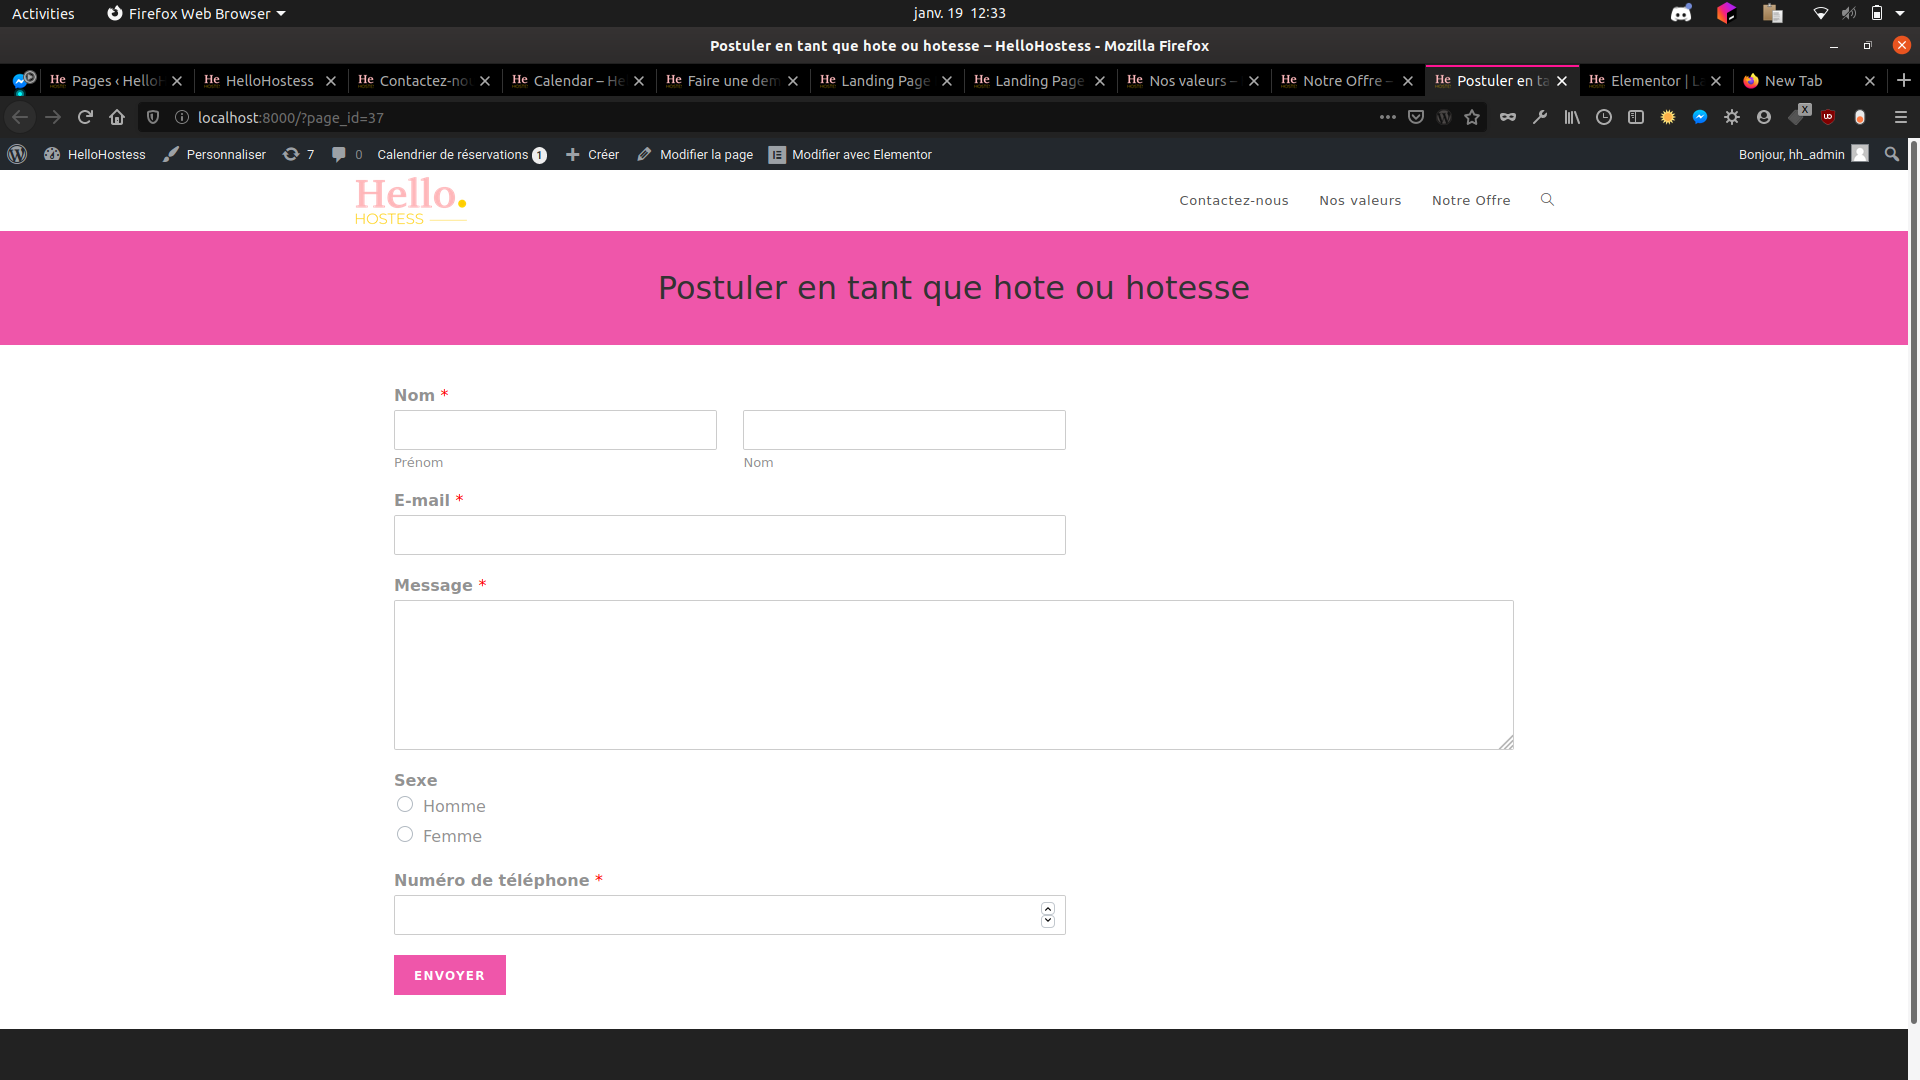 Activities Firefox Web Browser janv. 19 12:33
Postuler en tant que hote ou hotesse – HelloHostess - Mozilla Firefox
He Pages ‹ HelloH He HelloHostess He Contactez-nou He Calendar – He He Faire une dem He Landing Page He Landing Page He Nos valeurs – He Notre Offre – He Postuler en ta He Elementor | La New Tab
localhost:8000/?page_id=37 X UD
HelloHostess Personnaliser 7 0 Calendrier de réservations 1 Créer Modifier la page Modifier avec Elementor Bonjour, hh_admin
Hello.
HOSTESS
Contactez-nous Nos valeurs Notre Offre
Postuler en tant que hote ou hotesse
Nom *
Prénom Nom
E-mail *
Message *
Sexe
Homme
Femme
Numéro de téléphone *
ENVOYER